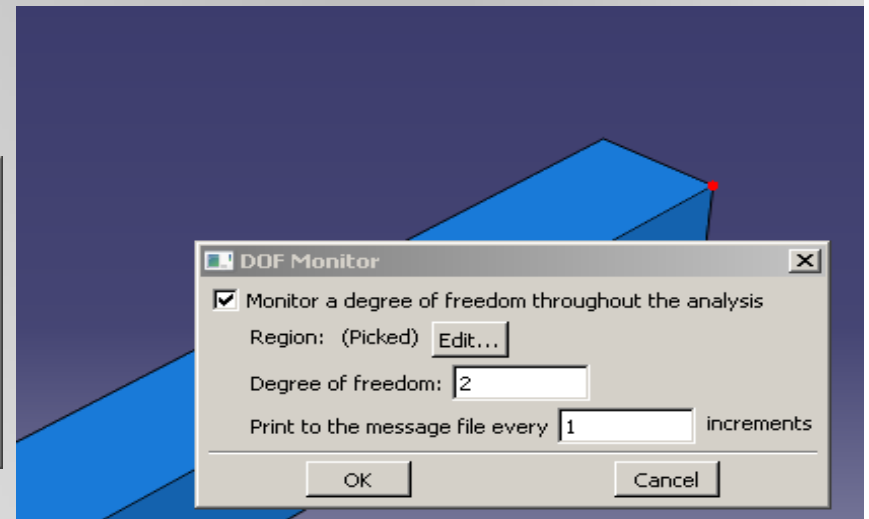 DOF Monitor
Monitor a degree of freedom throughout the analysis
Region: (Picked) Edit...
Degree of freedom: 2
Print to the message file every 1 increments
OK Cancel